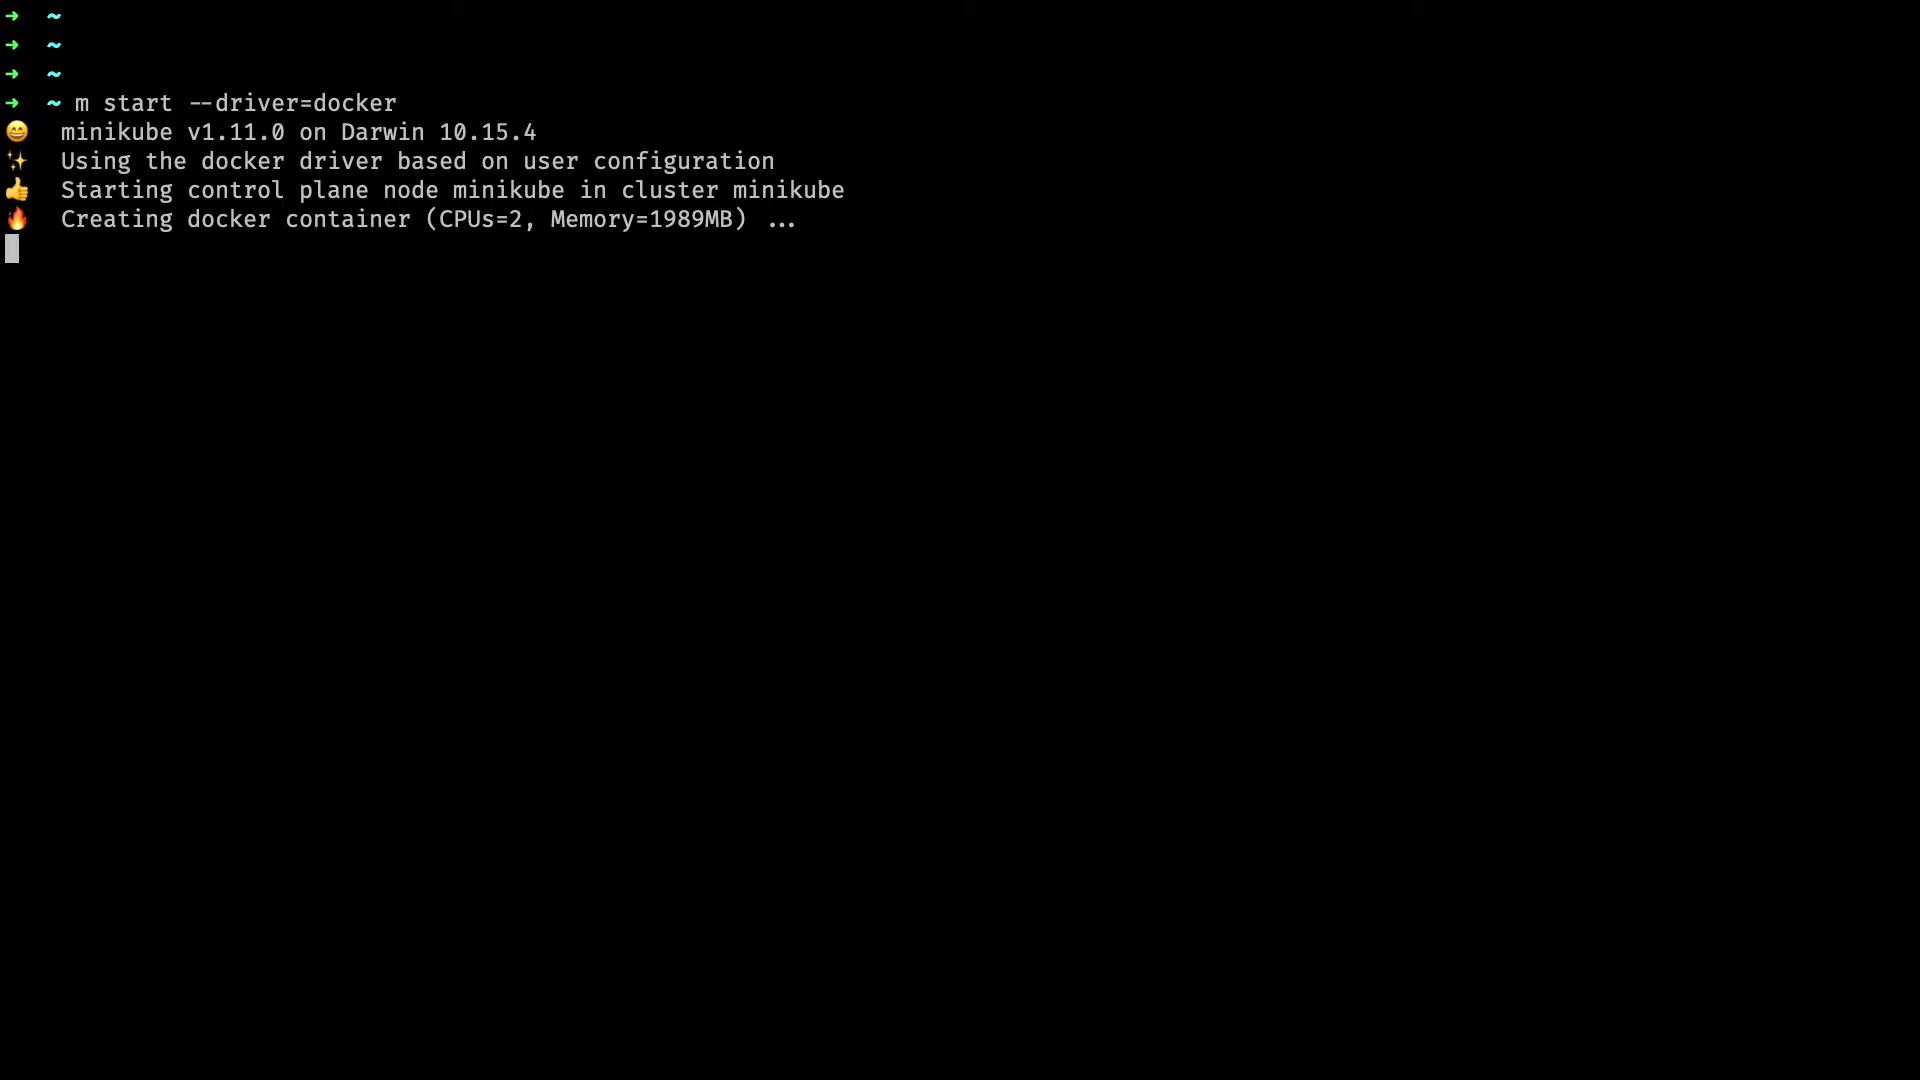 ➜  ~
➜  ~
➜  ~
➜  ~ m start --driver=docker
😄  minikube v1.11.0 on Darwin 10.15.4
✨  Using the docker driver based on user configuration
👍  Starting control plane node minikube in cluster minikube
🔥  Creating docker container (CPUs=2, Memory=1989MB) ...